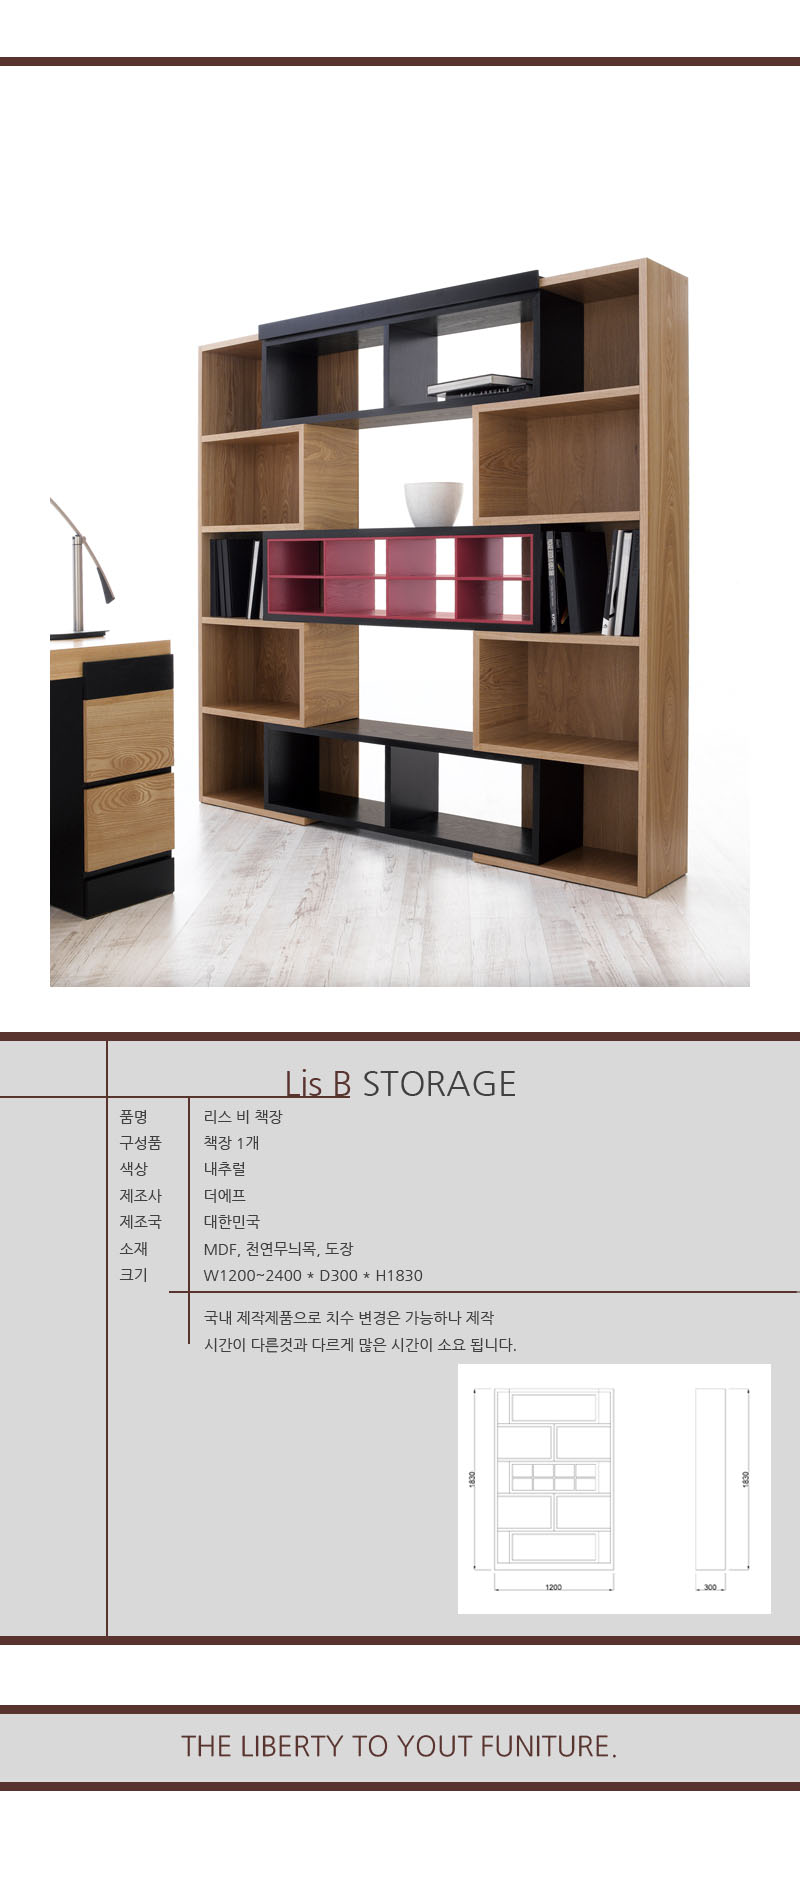 Lis B STORAGE
품명 리스 비 책장
구성품 책장 1개
색상 내추럴
제조사 더에프
제조국 대한민국
소재 MDF, 천연무늬목, 도장
크기 W1200~2400 * D300 * H1830
국내 제작제품으로 치수 변경은 가능하나 제작
시간이 다른것과 다르게 많은 시간이 소요 됩니다.
1830
1830
1200
300
THE LIBERTY TO YOUT FUNITURE.